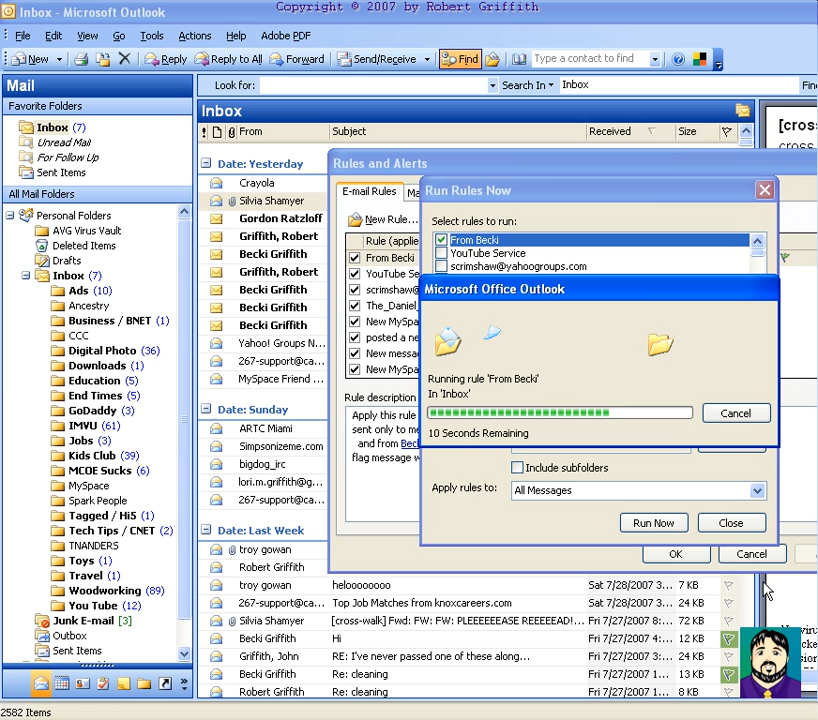 Copyright © 2007 by Robert Griffith
Inbox - Microsoft Outlook
File Edit View Go Tools Actions Help Adobe PDF
New Reply Reply to All Forward Send/Receive Find Type a contact to find
Mail
Look for: Search In Inbox
Favorite Folders
Inbox (7)
Unread Mail
For Follow Up
Sent Items
All Mail Folders
Personal Folders
AVG Virus Vault
Deleted Items
Drafts
Inbox (7)
Ads (10)
Ancestry
Business / BNET (1)
CCC
Digital Photo (36)
Downloads (1)
Education (5)
End Times (5)
GoDaddy (3)
IMVU (61)
Jobs (3)
Kids Club (39)
MCOE Sucks (6)
MySpace
Spark People
Tagged / Hi5 (1)
Tech Tips / CNET (2)
TNANDERS
Toys (1)
Travel (1)
Woodworking (89)
You Tube (12)
Junk E-mail [3]
Outbox
Sent Items
2582 Items
Inbox
! From Subject Received Size
Date: Yesterday
Crayola
Silvia Shamyer
Gordon Ratzloff
Griffith, Robert
Becki Griffith
Griffith, Robert
Becki Griffith
Becki Griffith
Becki Griffith
Yahoo! Groups N...
267-support@ca...
MySpace Friend ...
Date: Sunday
ARTC Miami
Simpsonizeme.com
bigdog_irc
lori.m.griffith@g...
267-support@ca...
Date: Last Week
troy gowan
Robert Griffith
troy gowan helooooooo Sat 7/28/2007 3... 7 KB
267-support@ca... Top Job Matches from knoxcareers.com Sat 7/28/2007 3... 24 KB
Silvia Shamyer [cross-walk] Fwd: FW: FW: PLEEEEEASE REEEEEAD!... Fri 7/27/2007 8:... 72 KB
Becki Griffith Hi Fri 7/27/2007 4:... 12 KB
Griffith, John RE: I've never passed one of these along... Fri 7/27/2007 3:... 24 KB
Becki Griffith Re: cleaning Fri 7/27/2007 1... 13 KB
Robert Griffith Re: cleaning Fri 7/27/2007 1... 8 KB
Rules and Alerts
E-mail Rules
New Rule...
Rule (applie
From Becki
YouTube Se
scrimshaw@
The_Daniel_
New MySpa
posted a ne
New messa
New MySpa
Rule description
Apply this rule
sent only to me
and from Beck
flag message w
OK Cancel
Run Rules Now
Select rules to run:
From Becki
YouTube Service
scrimshaw@yahoogroups.com
Microsoft Office Outlook
Running rule 'From Becki'
In 'Inbox'
Cancel
10 Seconds Remaining
Include subfolders
Apply rules to: All Messages
Run Now Close
[cros